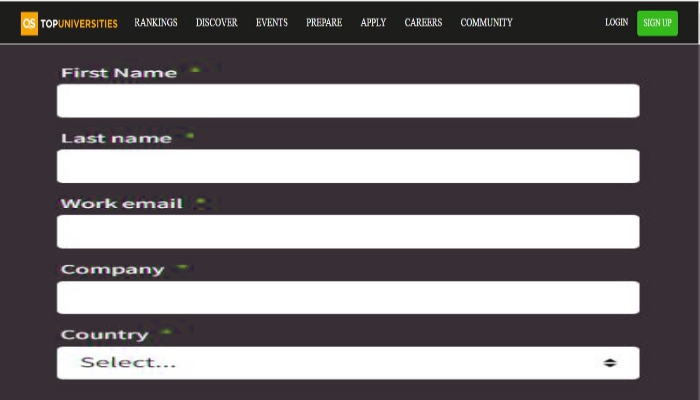 QS TOPUNIVERSITIES RANKINGS DISCOVER EVENTS PREPARE APPLY CAREERS COMMUNITY LOGIN SIGN UP
First Name *
Last name *
Work email *
Company *
Country *
Select...